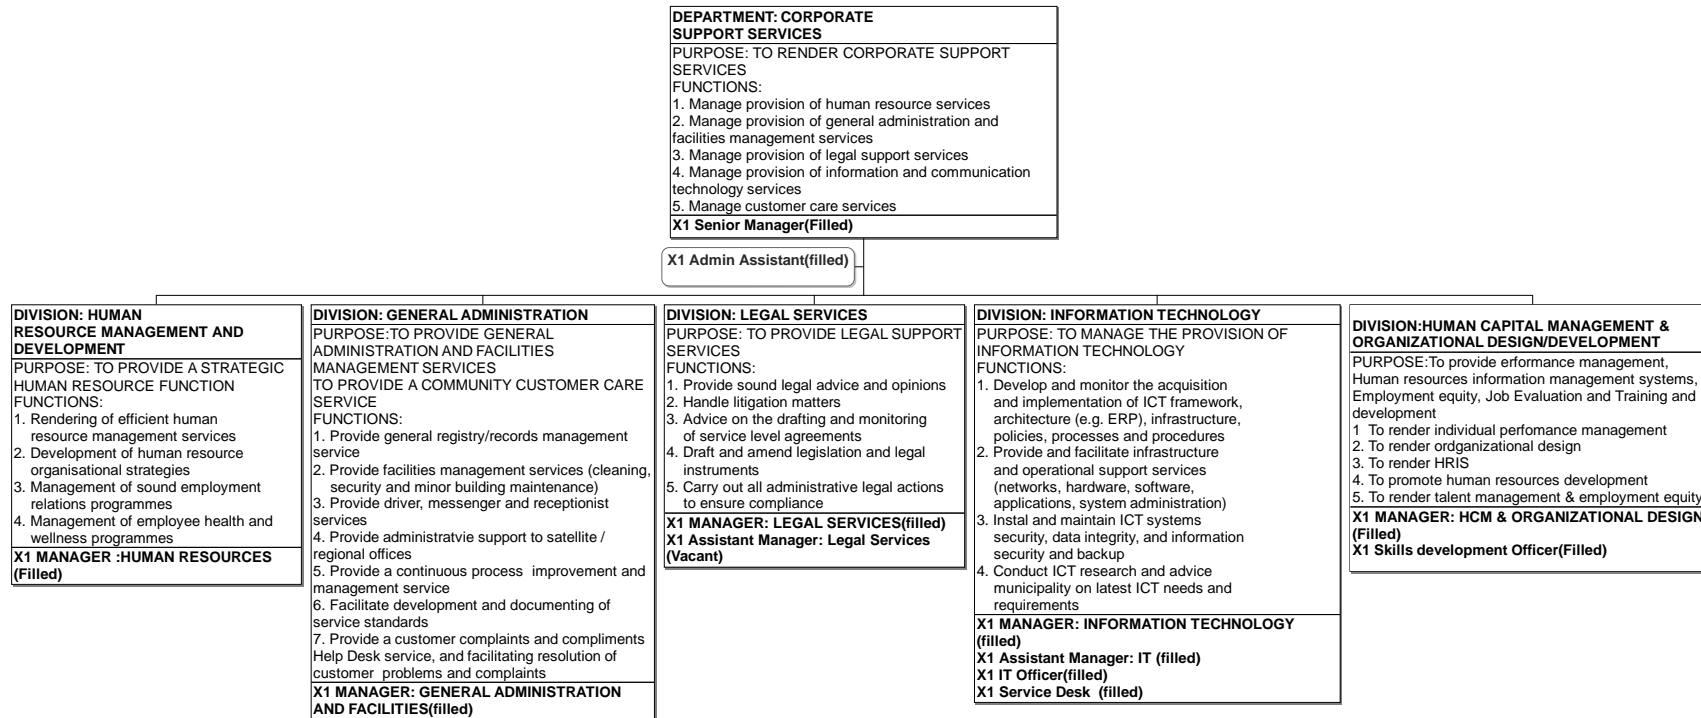 DEPARTMENT: CORPORATE
SUPPORT SERVICES
PURPOSE: TO RENDER CORPORATE SUPPORT
SERVICES
FUNCTIONS:
1. Manage provision of human resource services
2. Manage provision of general administration and
facilities management services
3. Manage provision of legal support services
4. Manage provision of information and communication
technology services
5. Manage customer care services
X1 Senior Manager(Filled)
X1 Admin Assistant(filled)
DIVISION: HUMAN
RESOURCE MANAGEMENT AND
DEVELOPMENT
PURPOSE: TO PROVIDE A STRATEGIC
HUMAN RESOURCE FUNCTION
FUNCTIONS:
1. Rendering of efficient human
resource management services
2. Development of human resource
organisational strategies
3. Management of sound employment
relations programmes
4. Management of employee health and
wellness programmes
X1 MANAGER :HUMAN RESOURCES
(Filled)
DIVISION: GENERAL ADMINISTRATION
PURPOSE:TO PROVIDE GENERAL
ADMINISTRATION AND FACILITIES
MANAGEMENT SERVICES
TO PROVIDE A COMMUNITY CUSTOMER CARE
SERVICE
FUNCTIONS:
1. Provide general registry/records management
service
2. Provide facilities management services (cleaning,
security and minor building maintenance)
3. Provide driver, messenger and receptionist
services
4. Provide administratvie support to satellite /
regional offices
5. Provide a continuous process improvement and
management service
6. Facilitate development and documenting of
service standards
7. Provide a customer complaints and compliments
Help Desk service, and facilitating resolution of
customer problems and complaints
X1 MANAGER: GENERAL ADMINISTRATION
AND FACILITIES(filled)
DIVISION: LEGAL SERVICES
PURPOSE: TO PROVIDE LEGAL SUPPORT
SERVICES
FUNCTIONS:
1. Provide sound legal advice and opinions
2. Handle litigation matters
3. Advice on the drafting and monitoring
of service level agreements
4. Draft and amend legislation and legal
instruments
5. Carry out all administrative legal actions
to ensure compliance
X1 MANAGER: LEGAL SERVICES(filled)
X1 Assistant Manager: Legal Services
(Vacant)
DIVISION: INFORMATION TECHNOLOGY
PURPOSE: TO MANAGE THE PROVISION OF
INFORMATION TECHNOLOGY
FUNCTIONS:
1. Develop and monitor the acquisition
and implementation of ICT framework,
architecture (e.g. ERP), infrastructure,
policies, processes and procedures
2. Provide and facilitate infrastructure
and operational support services
(networks, hardware, software,
applications, system administration)
3. Instal and maintain ICT systems
security, data integrity, and information
security and backup
4. Conduct ICT research and advice
municipality on latest ICT needs and
requirements
X1 MANAGER: INFORMATION TECHNOLOGY
(filled)
X1 Assistant Manager: IT (filled)
X1 IT Officer(filled)
X1 Service Desk (filled)
DIVISION:HUMAN CAPITAL MANAGEMENT &
ORGANIZATIONAL DESIGN/DEVELOPMENT
PURPOSE:To provide erformance management,
Human resources information management systems,
Employment equity, Job Evaluation and Training and
development
1 To render individual perfomance management
2. To render ordganizational design
3. To render HRIS
4. To promote human resources development
5. To render talent management & employment equity
X1 MANAGER: HCM & ORGANIZATIONAL DESIGN
(Filled)
X1 Skills development Officer(Filled)